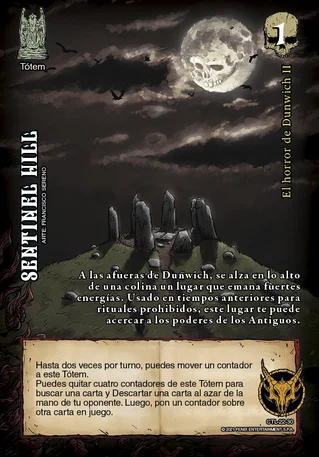 Tótem
1
El horror de Dunwich II
SENTINEL HILL
ARTE: FRANCISCO SERENO
A las afueras de Dunwich, se alza en lo alto
de una colina un lugar que emana fuertes
energías. Usado en tiempos anteriores para
rituales prohibidos, este lugar te puede
acercar a los poderes de los Antiguos.
Hasta dos veces por turno, puedes mover un contador
a este Tótem.
Puedes quitar cuatro contadores de este Tótem para
buscar una carta y Descartar una carta al azar de la
mano de tu oponente. Luego, pon un contador sobre
otra carta en juego.
© 2021 FENIX ENTERTAINMENT S.P.A